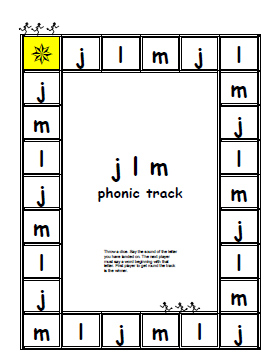 j l m j l
j m
m j
l l
j l m
phonic track
j m
m j
Throw a dice. Say the sound of the letter
you have landed on. The next player
must say a word beginning with that
letter. First player to get round the track
is the winner.
l l
j m
m l j m l j